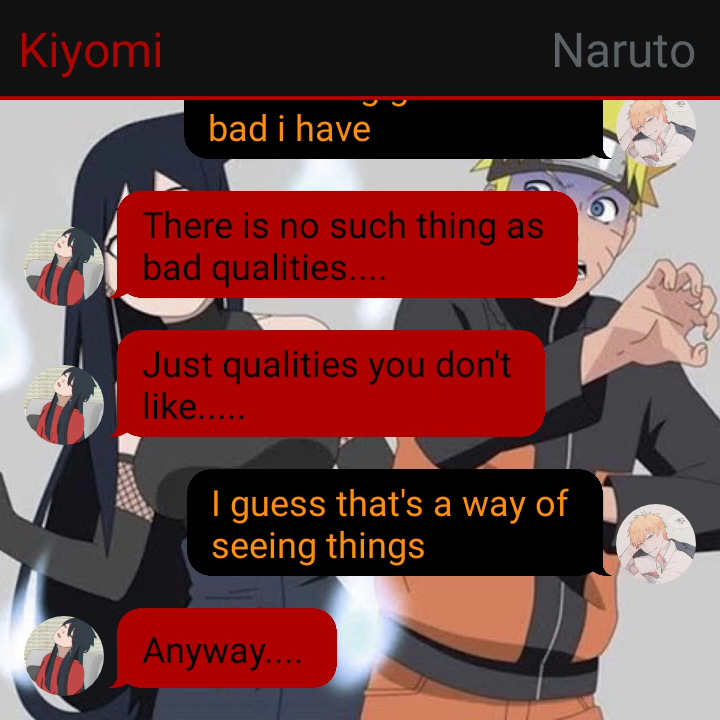 Kiyomi
Naruto
bad i have
There is no such thing as
bad qualities....
Just qualities you don't
like.....
I guess that's a way of
seeing things
Anyway....